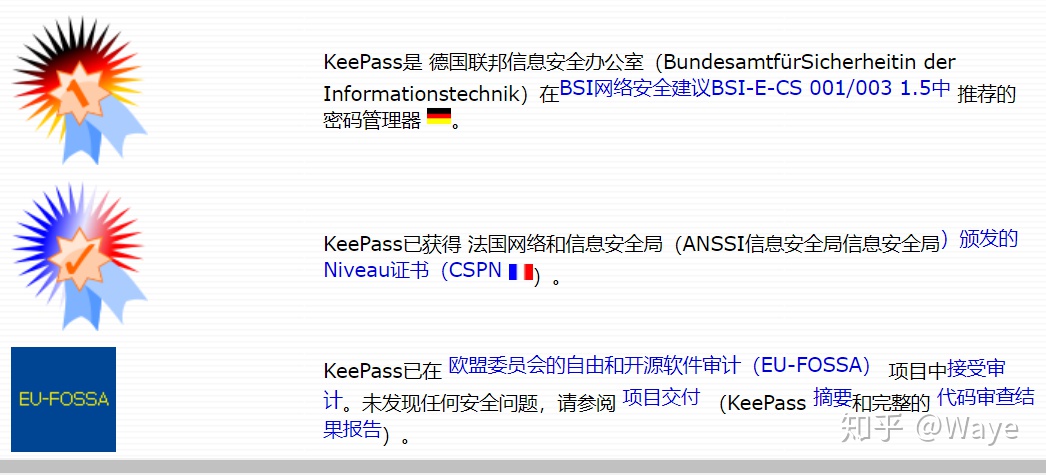 KeePass是 德国联邦信息安全办公室（BundesamtfürSicherheitin der
Informationstechnik）在BSI网络安全建议BSI-E-CS 001/003 1.5中 推荐的
密码管理器 。
KeePass已获得 法国网络和信息安全局（ANSSI信息安全局信息安全局）颁发的
Niveau证书（CSPN ）。
EU-FOSSA
KeePass已在 欧盟委员会的自由和开源软件审计（EU-FOSSA） 项目中接受审
计。未发现任何安全问题，请参阅 项目交付 （KeePass 摘要和完整的 代码审查结
果报告）。
知乎 @Waye